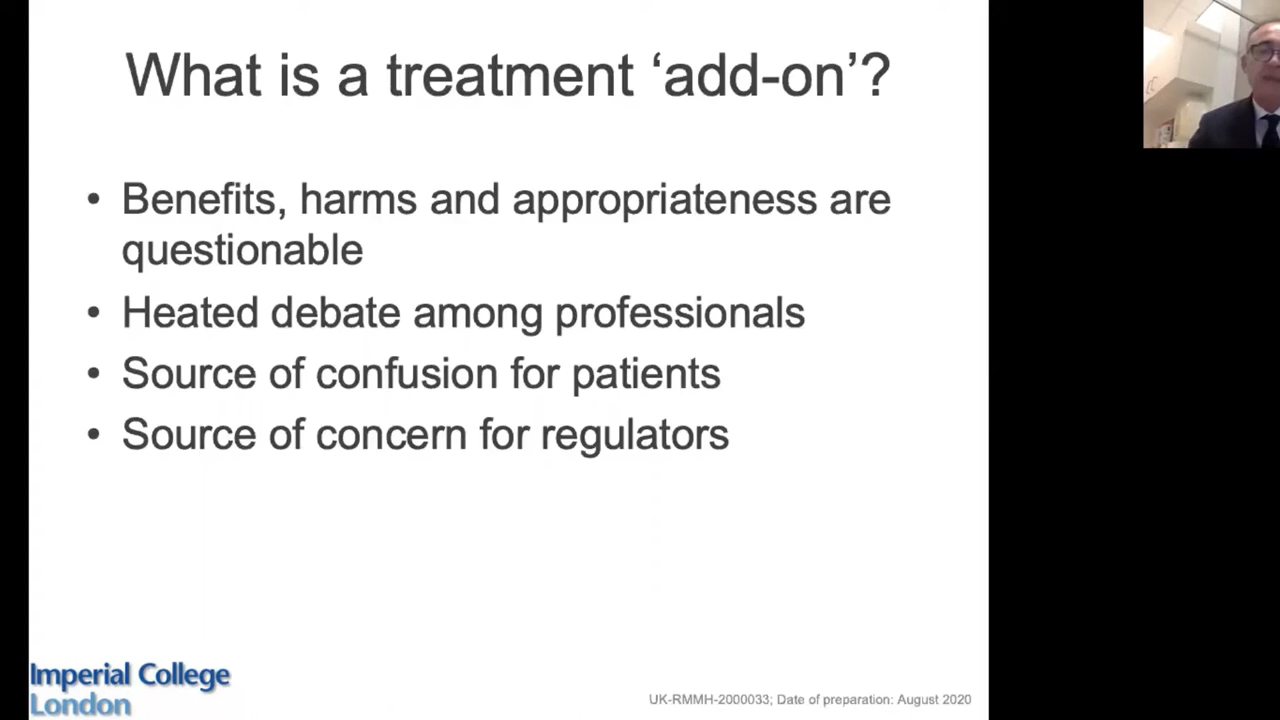 What is a treatment ‘add-on’?
• Benefits, harms and appropriateness are
questionable
• Heated debate among professionals
• Source of confusion for patients
• Source of concern for regulators
Imperial College
London
UK-RMMH-2000033; Date of preparation: August 2020